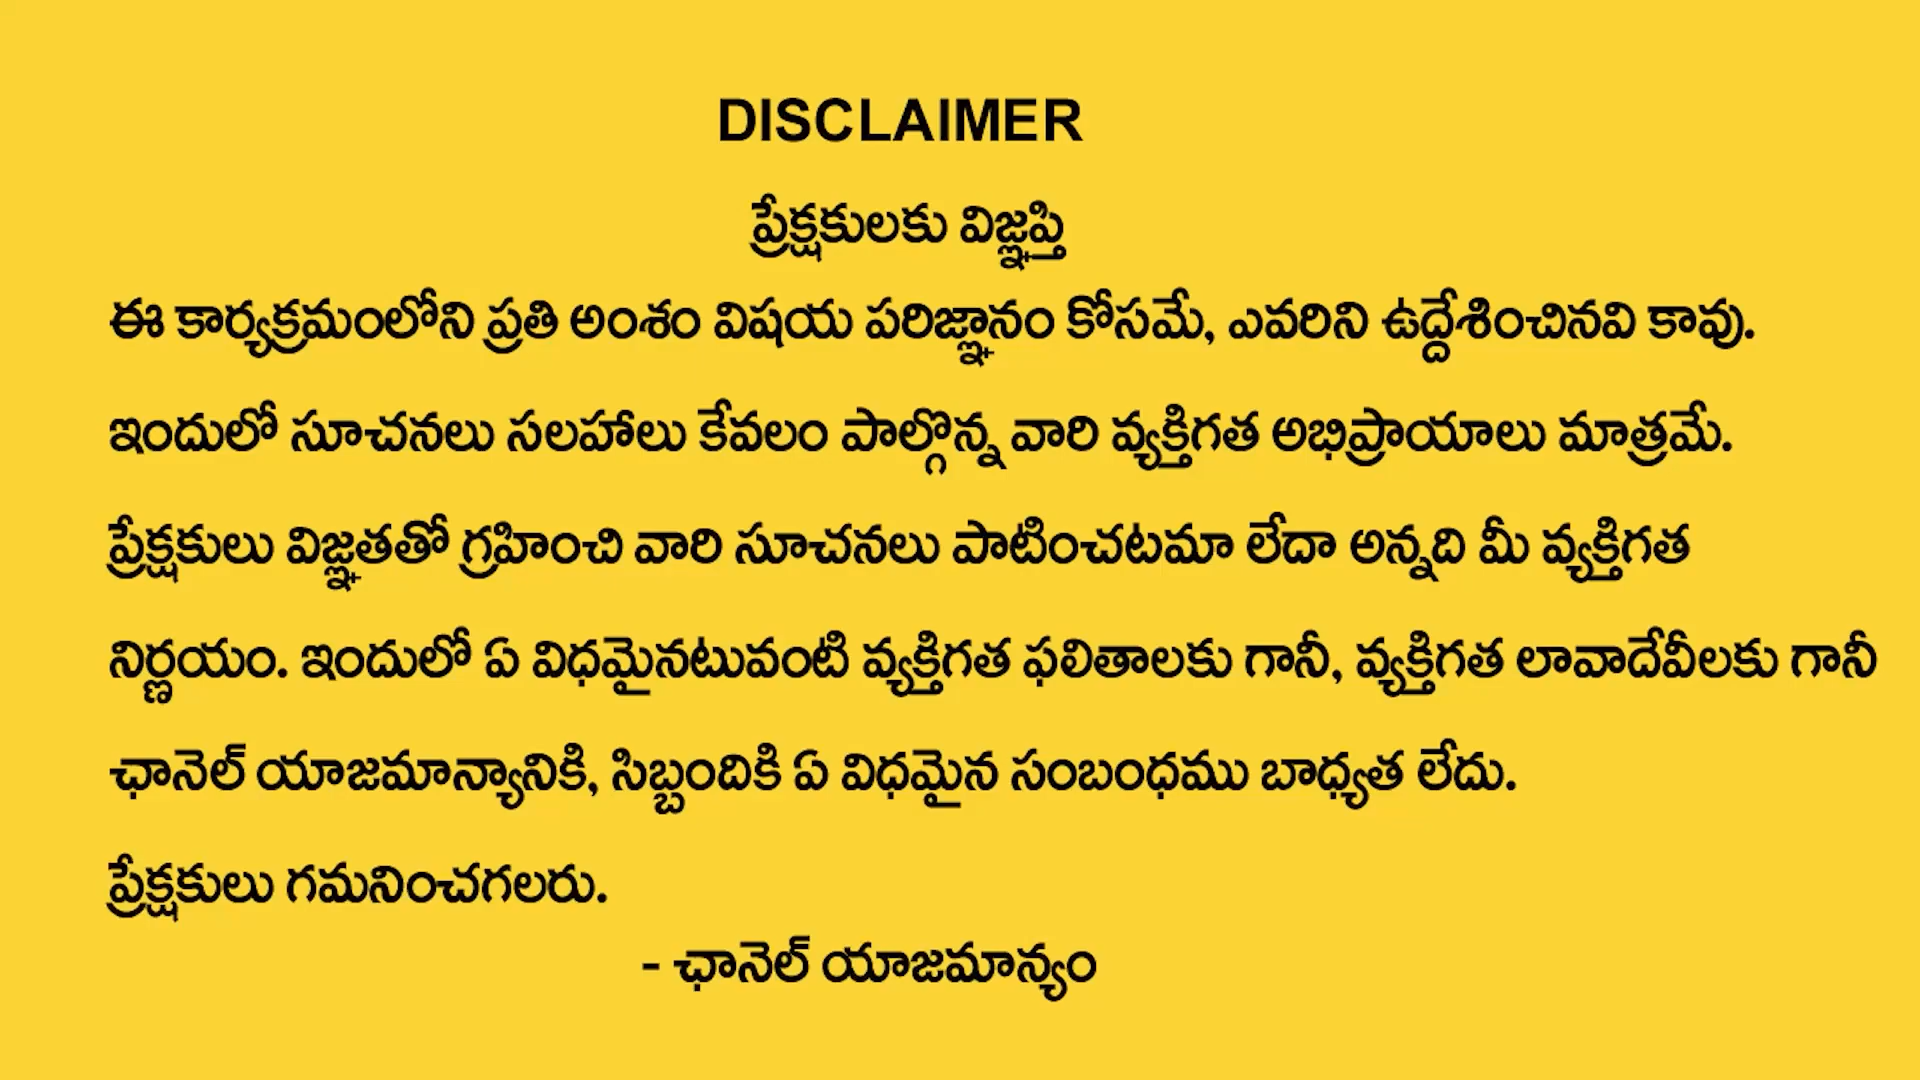 DISCLAIMER
ప్రేక్షకులకు విజ్ఞప్తి
ఈ కార్యక్రమంలోని ప్రతి అంశం విషయ పరిజ్ఞానం కోసమే, ఎవరిని ఉద్దేశించినవి కావు.
ఇందులో సూచనలు సలహాలు కేవలం పాల్గొన్న వారి వ్యక్తిగత అభిప్రాయాలు మాత్రమే.
ప్రేక్షకులు విజ్ఞతతో గ్రహించి వారి సూచనలు పాటించటమా లేదా అన్నది మీ వ్యక్తిగత
నిర్ణయం. ఇందులో ఏ విధమైనటువంటి వ్యక్తిగత ఫలితాలకు గానీ, వ్యక్తిగత లావాదేవీలకు గానీ
ఛానెల్ యాజమాన్యానికి, సిబ్బందికి ఏ విధమైన సంబంధము బాధ్యత లేదు.
ప్రేక్షకులు గమనించగలరు.
- ఛానెల్ యాజమాన్యం